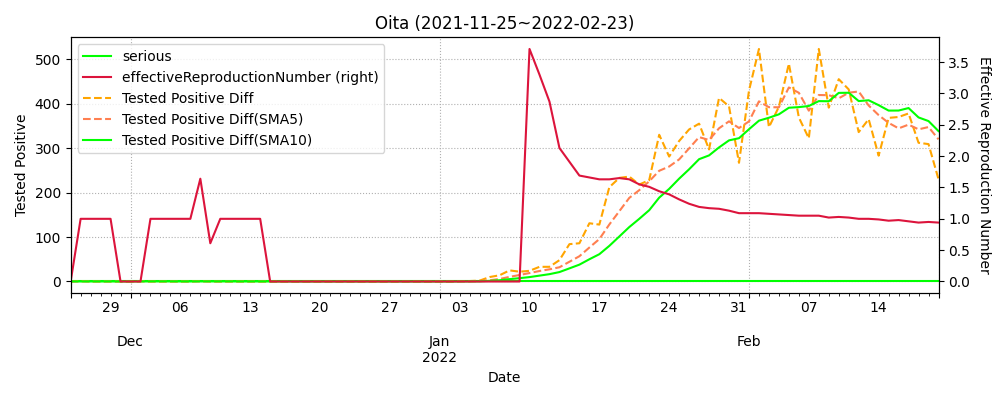 Oita (2021-11-25~2022-02-23)
serious
effectiveReproductionNumber (right)
Tested Positive Diff
Tested Positive Diff(SMA5)
Tested Positive Diff(SMA10)
Tested Positive
500
400
300
200
100
0
Effective Reproduction Number
3.5
3.0
2.5
2.0
1.5
1.0
0.5
0.0
29 06 13 20 27 03 10 17 24 31 07 14
Dec Jan Feb
2022
Date